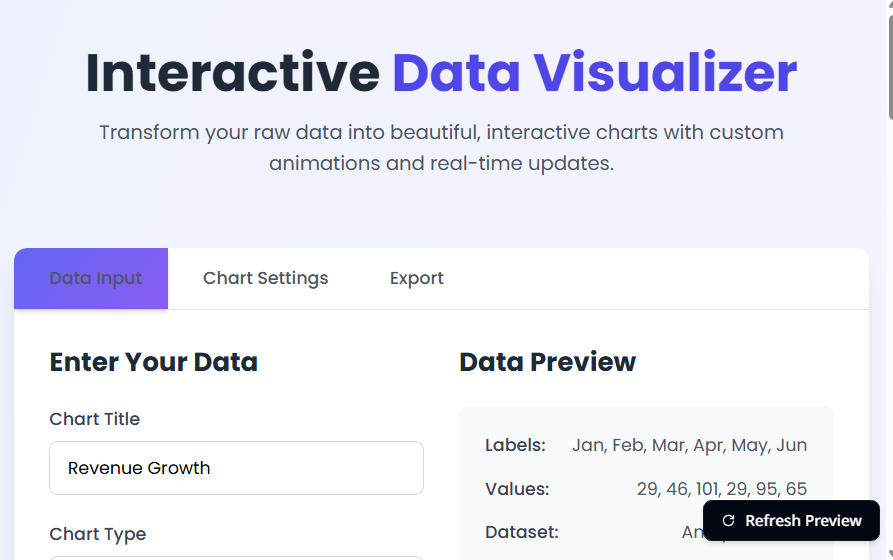 Interactive Data Visualizer
Transform your raw data into beautiful, interactive charts with custom
animations and real-time updates.
Data Input
Chart Settings
Export
Enter Your Data
Chart Title
Revenue Growth
Chart Type
Data Preview
Labels: Jan, Feb, Mar, Apr, May, Jun
Values: 29, 46, 101, 29, 95, 65
Dataset:
Refresh Preview